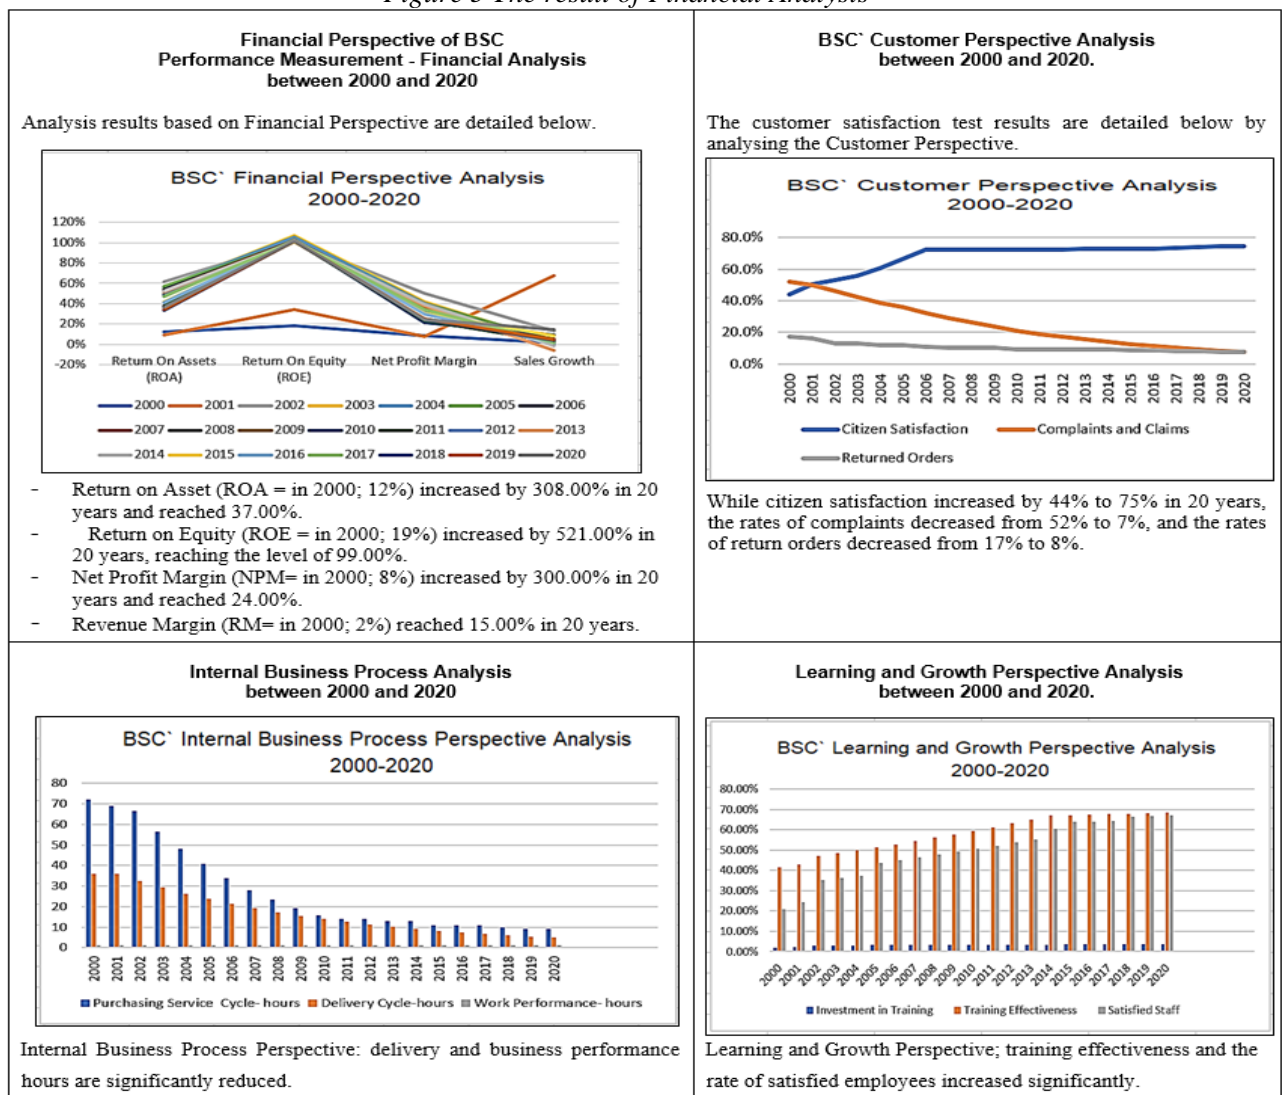 Figure 3 The result of Financial Analysis
Financial Perspective of BSC
Performance Measurement - Financial Analysis
between 2000 and 2020
Analysis results based on Financial Perspective are detailed below.
BSC` Financial Perspective Analysis
2000-2020
120%
100%
80%
60%
40%
20%
0%
-20%
Return On Assets (ROA)
Return On Equity (ROE)
Net Profit Margin
Sales Growth
2000 2001 2002 2003 2004 2005 2006
2007 2008 2009 2010 2011 2012 2013
2014 2015 2016 2017 2018 2019 2020
- Return on Asset (ROA = in 2000; 12%) increased by 308.00% in 20
years and reached 37.00%.
- Return on Equity (ROE = in 2000; 19%) increased by 521.00% in
20 years, reaching the level of 99.00%.
- Net Profit Margin (NPM= in 2000; 8%) increased by 300.00% in 20
years and reached 24.00%.
- Revenue Margin (RM= in 2000; 2%) reached 15.00% in 20 years.
BSC` Customer Perspective Analysis
between 2000 and 2020.
The customer satisfaction test results are detailed below by
analysing the Customer Perspective.
BSC` Customer Perspective Analysis
2000-2020
80.0%
60.0%
40.0%
20.0%
0.0%
2000 2001 2002 2003 2004 2005 2006 2007 2008 2009 2010 2011 2012 2013 2014 2015 2016 2017 2018 2019 2020
Citizen Satisfaction Complaints and Claims
Returned Orders
While citizen satisfaction increased by 44% to 75% in 20 years,
the rates of complaints decreased from 52% to 7%, and the rates
of return orders decreased from 17% to 8%.
Internal Business Process Analysis
between 2000 and 2020
BSC` Internal Business Process Perspective Analysis
2000-2020
80
70
60
50
40
30
20
10
0
2000 2001 2002 2003 2004 2005 2006 2007 2008 2009 2010 2011 2012 2013 2014 2015 2016 2017 2018 2019 2020
Purchasing Service Cycle- hours Delivery Cycle-hours Work Performance- hours
Internal Business Process Perspective: delivery and business performance
hours are significantly reduced.
Learning and Growth Perspective Analysis
between 2000 and 2020.
BSC` Learning and Growth Perspective Analysis
2000-2020
80.00%
70.00%
60.00%
50.00%
40.00%
30.00%
20.00%
10.00%
0.00%
2000 2001 2002 2003 2004 2005 2006 2007 2008 2009 2010 2011 2012 2013 2014 2015 2016 2017 2018 2019 2020
Investment in Training Training Effectiveness Satisfied Staff
Learning and Growth Perspective; training effectiveness and the
rate of satisfied employees increased significantly.